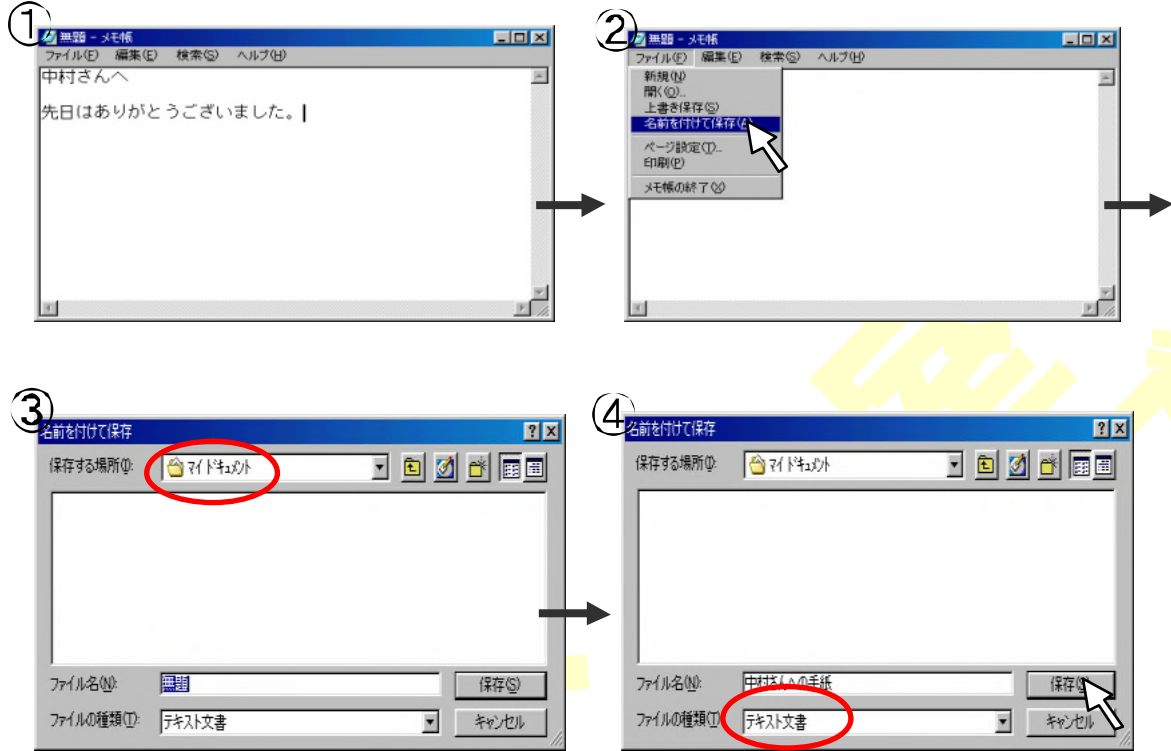 ①
無題 - メモ帳
ファイル(F) 編集(E) 検索(S) ヘルプ(H)
中村さんへ
先日はありがとうございました。
②
無題 - メモ帳
ファイル(F) 編集(E) 検索(S) ヘルプ(H)
新規(N)
開く(O)...
上書き保存(S)
名前を付けて保存(A)
ページ設定(T)...
印刷(P)
メモ帳の終了(X)
③
名前を付けて保存
保存する場所(I):
マイ ドキュメント
ファイル名(N):
無題
保存(S)
ファイルの種類(T):
テキスト文書
キャンセル
④
名前を付けて保存
保存する場所(I):
マイ ドキュメント
ファイル名(N):
中村さんへの手紙
保存(S)
ファイルの種類(T):
テキスト文書
キャンセル